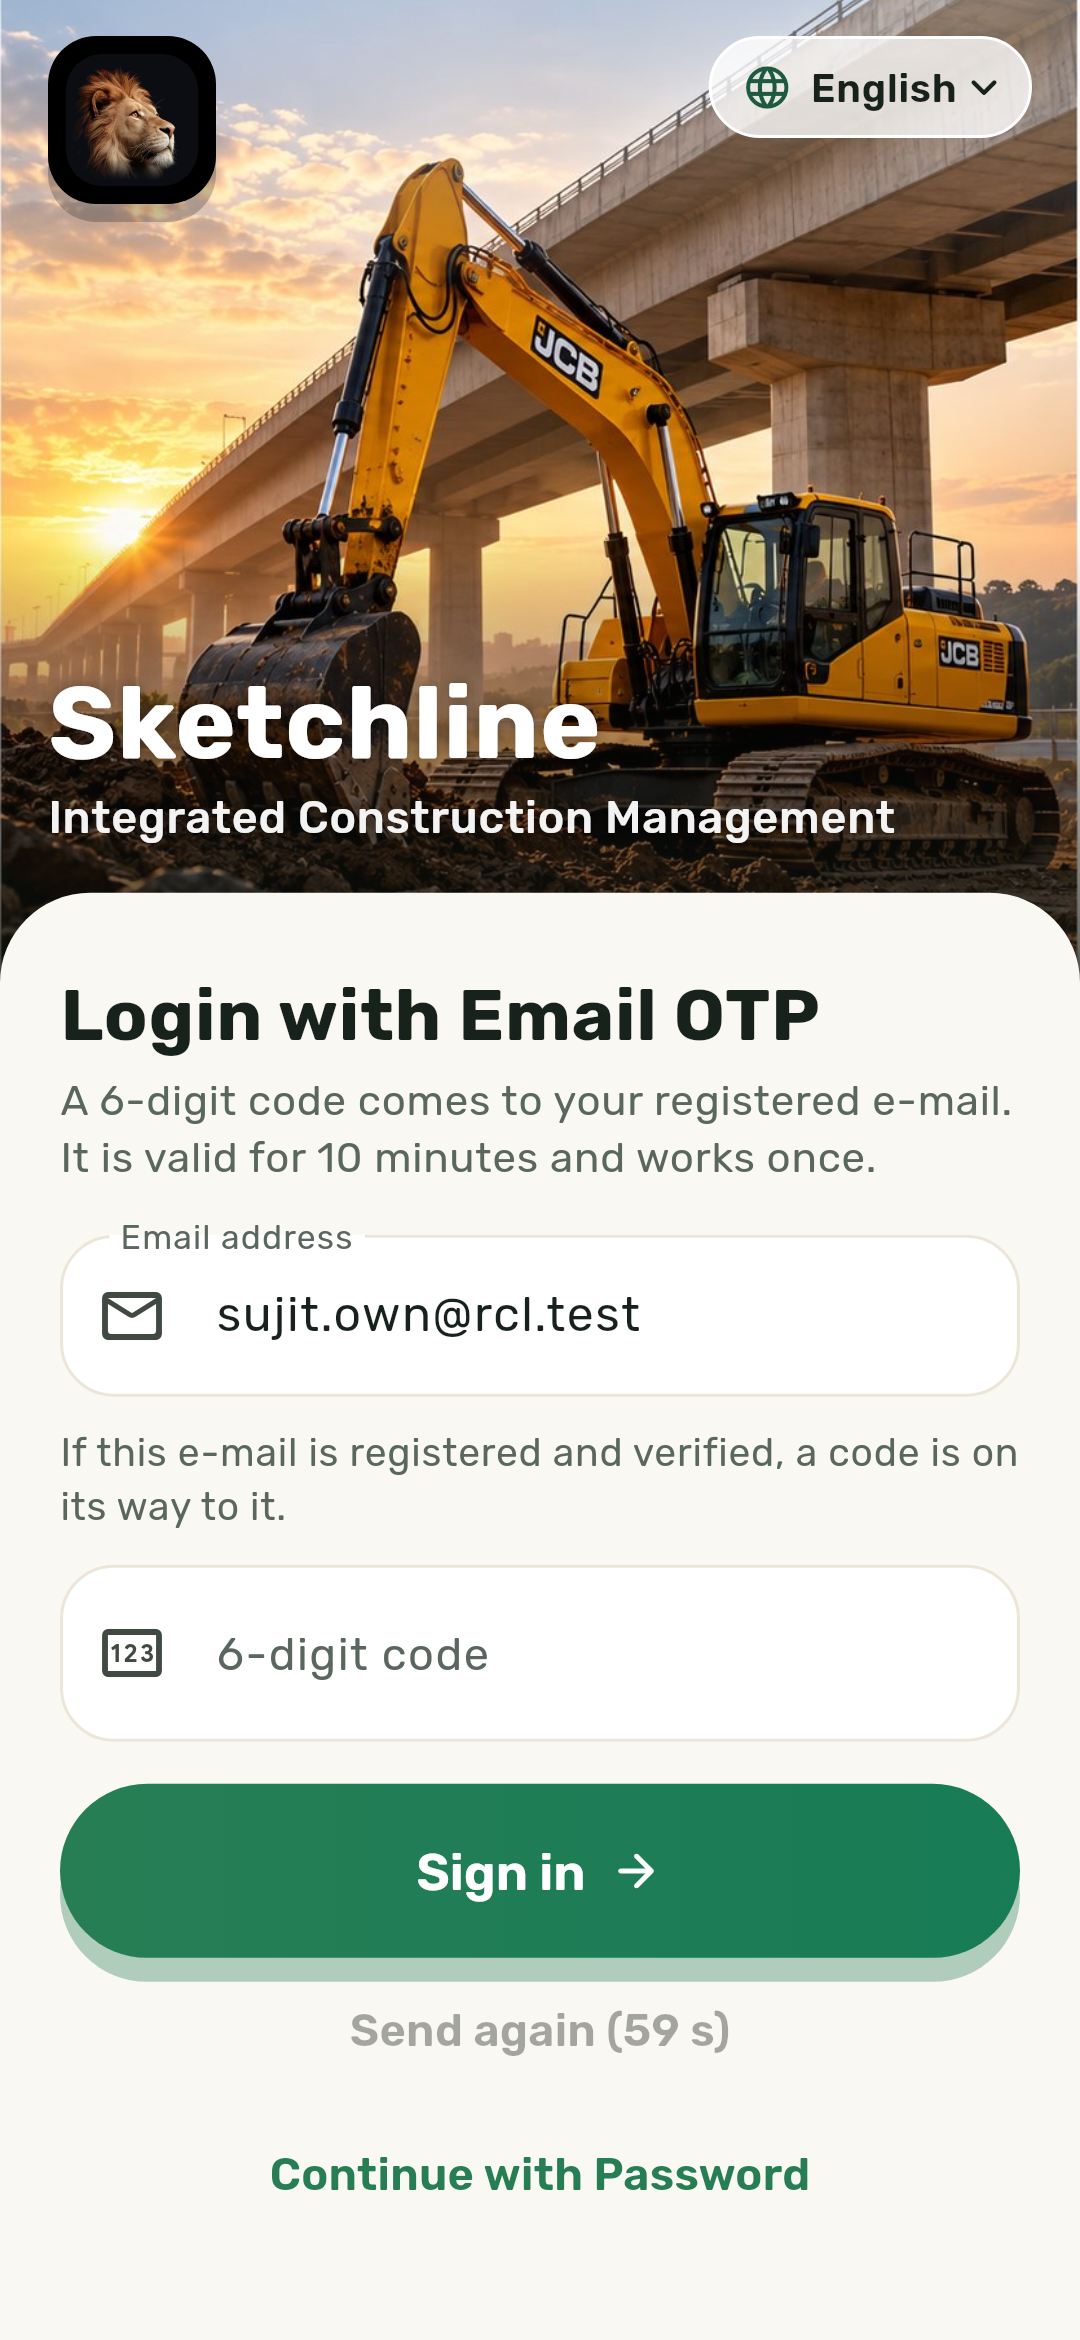 English
JCB
JCB
Sketchline
Integrated Construction Management
Login with Email OTP
A 6-digit code comes to your registered e-mail.
It is valid for 10 minutes and works once.
Email address
sujit.own@rcl.test
If this e-mail is registered and verified, a code is on
its way to it.
123
6-digit code
Sign in
Send again (59 s)
Continue with Password